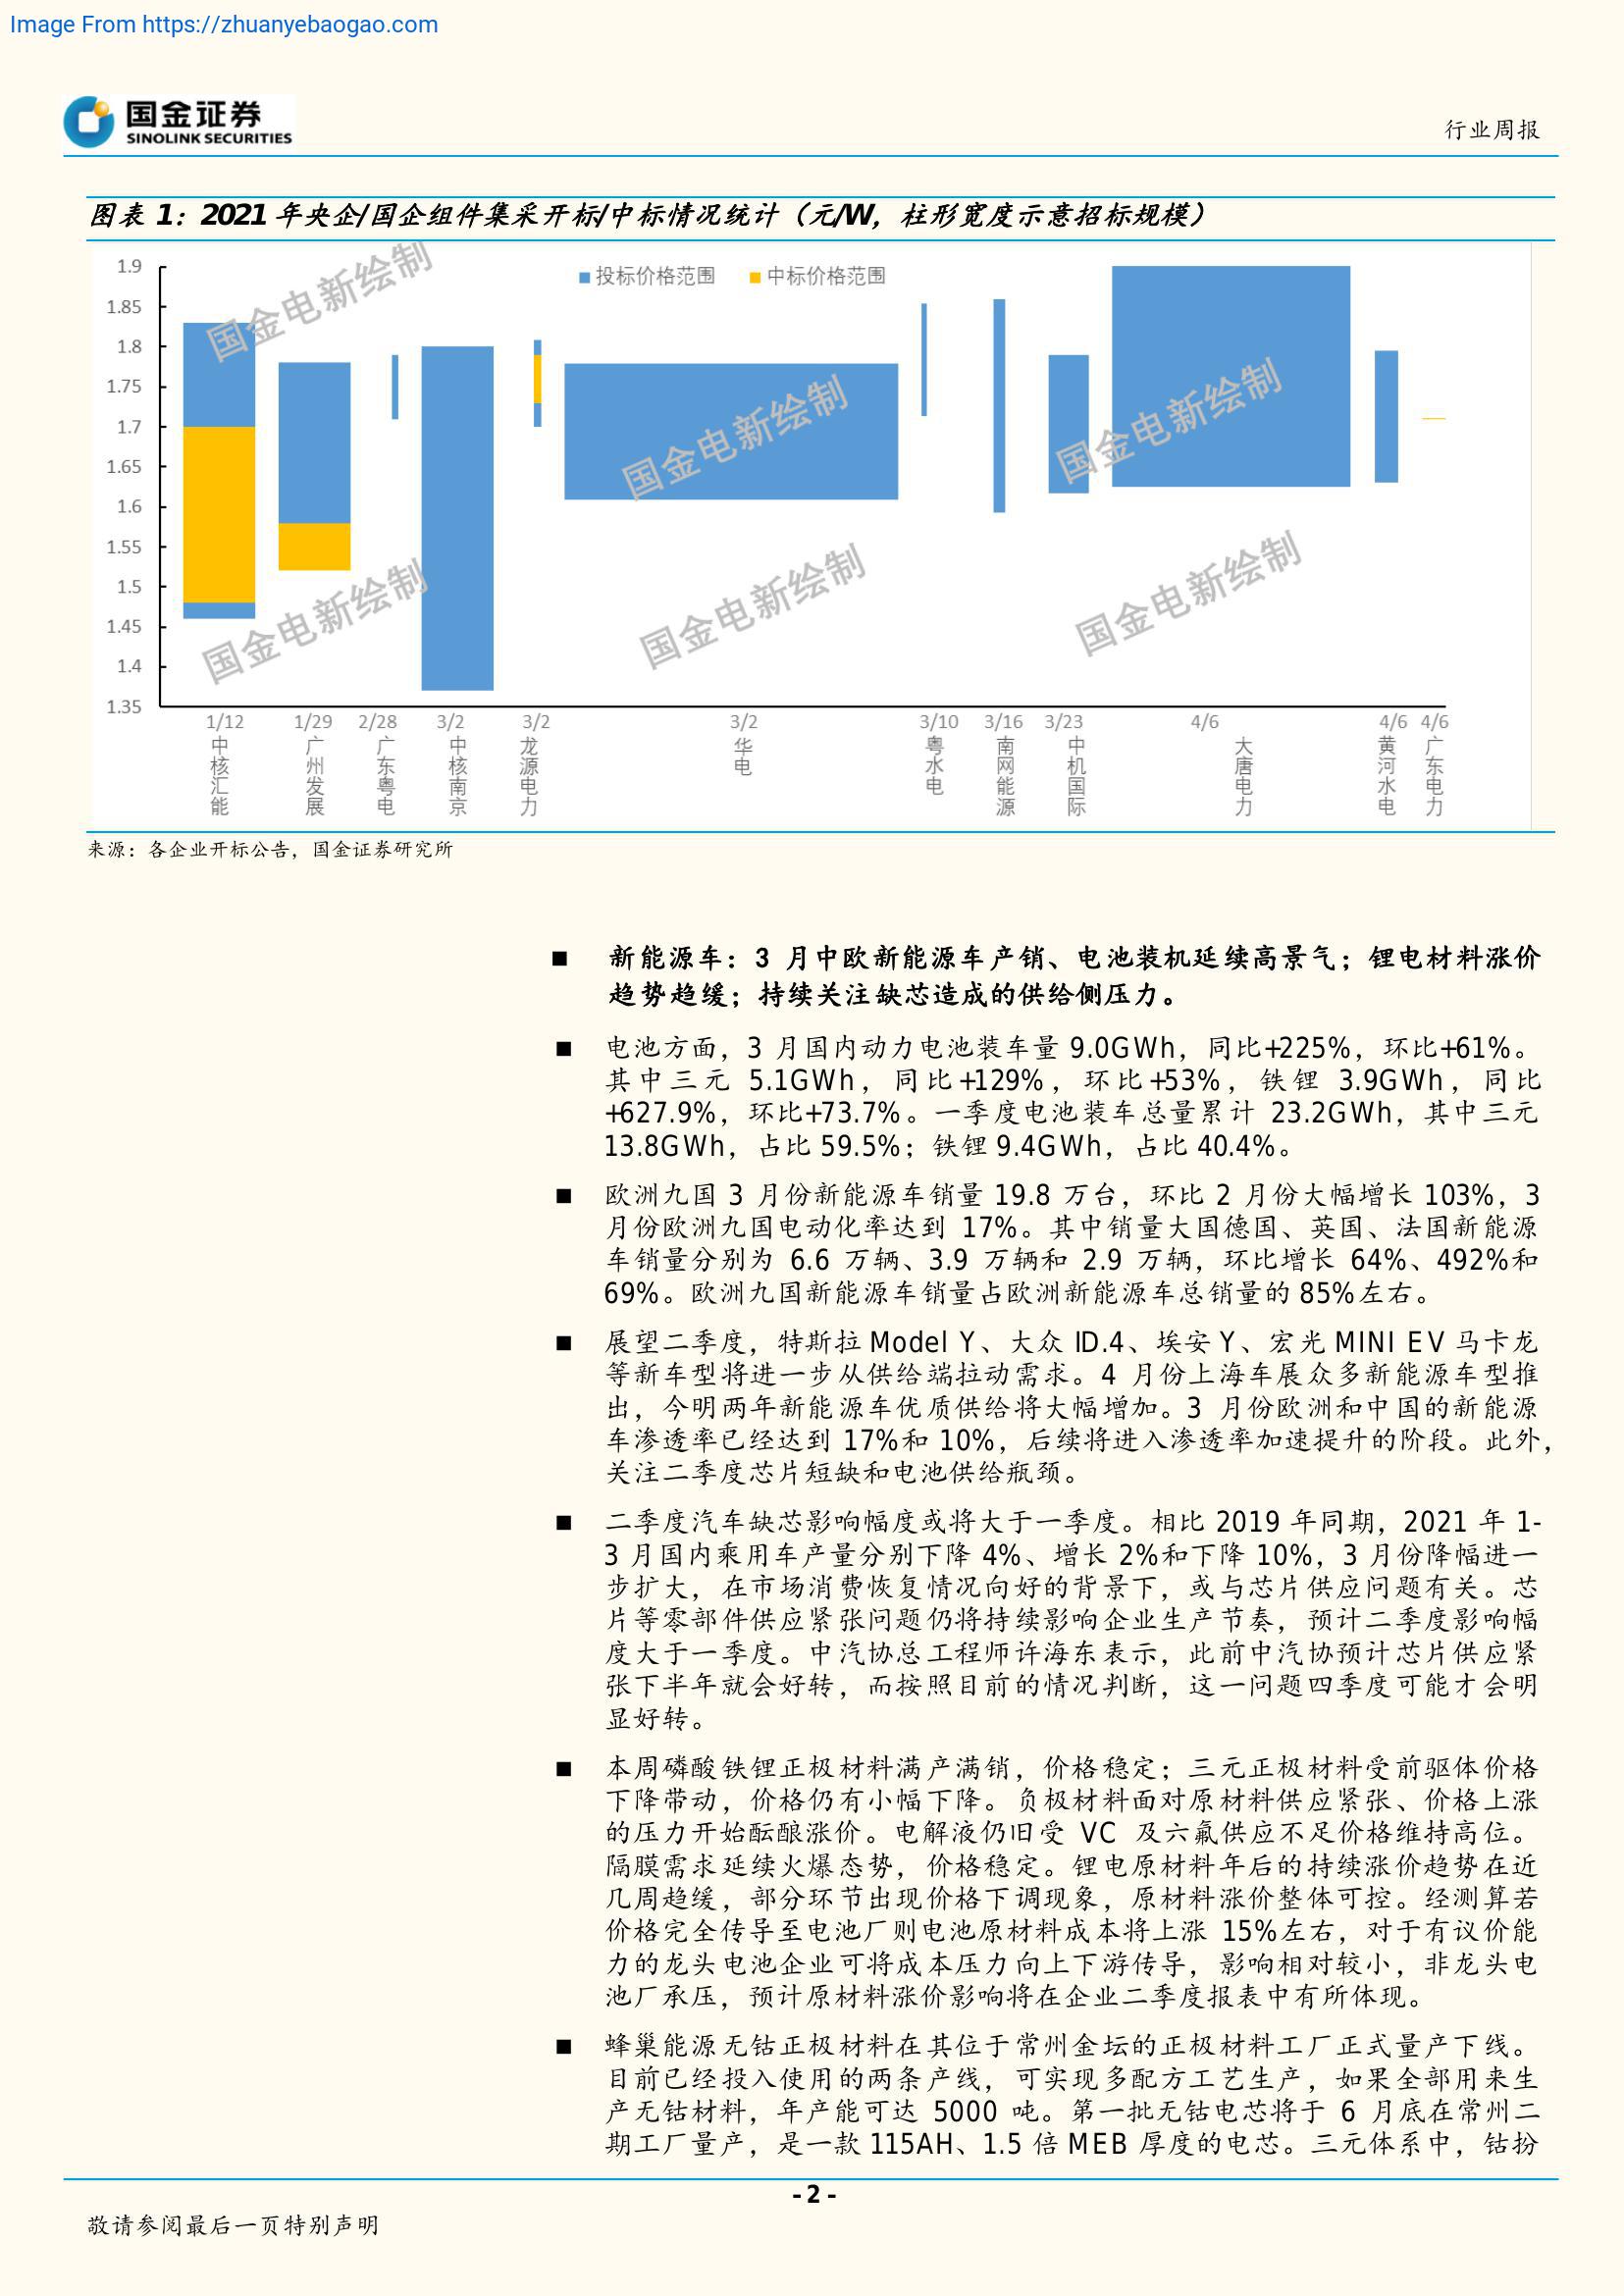 Image From https://zhuanyebaogao.com
国金证券
SINOLINK SECURITIES
行业周报
图表 1：2021 年央企/国企组件集采开标/中标情况统计（元/W，柱形宽度示意招标规模）
投标价格范围 中标价格范围
1.9
1.85
1.8
1.75
1.7
1.65
1.6
1.55
1.5
1.45
1.4
1.35
国金电新绘制
国金电新绘制
国金电新绘制
国金电新绘制
国金电新绘制
国金电新绘制
1/12 1/29 2/28 3/2 3/2 3/2 3/10 3/16 3/23 4/6 4/6 4/6
中核汇能
广州发展
广东粤电
中核南京
龙源电力
华电
粤水电
南网能源
中机国际
大唐电力
黄河水电
广东电力
来源：各企业开标公告，国金证券研究所
■ 新能源车：3 月中欧新能源车产销、电池装机延续高景气；锂电材料涨价
趋势趋缓；持续关注缺芯造成的供给侧压力。
■ 电池方面，3 月国内动力电池装车量 9.0GWh，同比+225%，环比+61%。
其中三元 5.1GWh，同比+129%，环比+53%，铁锂 3.9GWh，同比
+627.9%，环比+73.7%。一季度电池装车总量累计 23.2GWh，其中三元
13.8GWh，占比 59.5%；铁锂 9.4GWh，占比 40.4%。
■ 欧洲九国 3 月份新能源车销量 19.8 万台，环比 2 月份大幅增长 103%，3
月份欧洲九国电动化率达到 17%。其中销量大国德国、英国、法国新能源
车销量分别为 6.6 万辆、3.9 万辆和 2.9 万辆，环比增长 64%、492%和
69%。欧洲九国新能源车销量占欧洲新能源车总销量的 85%左右。
■ 展望二季度，特斯拉 Model Y、大众 ID.4、埃安 Y、宏光 MINI EV 马卡龙
等新车型将进一步从供给端拉动需求。4 月份上海车展众多新能源车型推
出，今明两年新能源车优质供给将大幅增加。3 月份欧洲和中国的新能源
车渗透率已经达到 17%和 10%，后续将进入渗透率加速提升的阶段。此外，
关注二季度芯片短缺和电池供给瓶颈。
■ 二季度汽车缺芯影响幅度或将大于一季度。相比 2019 年同期，2021 年 1-
3 月国内乘用车产量分别下降 4%、增长 2%和下降 10%，3 月份降幅进一
步扩大，在市场消费恢复情况向好的背景下，或与芯片供应问题有关。芯
片等零部件供应紧张问题仍将持续影响企业生产节奏，预计二季度影响幅
度大于一季度。中汽协总工程师许海东表示，此前中汽协预计芯片供应紧
张下半年就会好转，而按照目前的情况判断，这一问题四季度可能才会明
显好转。
■ 本周磷酸铁锂正极材料满产满销，价格稳定；三元正极材料受前驱体价格
下降带动，价格仍有小幅下降。负极材料面对原材料供应紧张、价格上涨
的压力开始酝酿涨价。电解液仍旧受 VC 及六氟供应不足价格维持高位。
隔膜需求延续火爆态势，价格稳定。锂电原材料年后的持续涨价趋势在近
几周趋缓，部分环节出现价格下调现象，原材料涨价整体可控。经测算若
价格完全传导至电池厂则电池原材料成本将上涨 15%左右，对于有议价能
力的龙头电池企业可将成本压力向上下游传导，影响相对较小，非龙头电
池厂承压，预计原材料涨价影响将在企业二季度报表中有所体现。
■ 蜂巢能源无钴正极材料在其位于常州金坛的正极材料工厂正式量产下线。
目前已经投入使用的两条产线，可实现多配方工艺生产，如果全部用来生
产无钴材料，年产能可达 5000 吨。第一批无钴电芯将于 6 月底在常州二
期工厂量产，是一款 115AH、1.5 倍 MEB 厚度的电芯。三元体系中，钴扮
- 2 -
敬请参阅最后一页特别声明